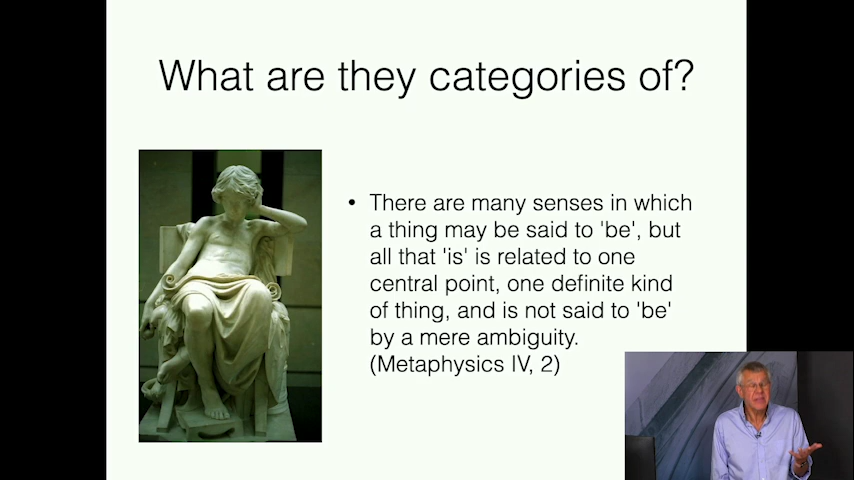 What are they categories of?
• There are many senses in which
a thing may be said to 'be', but
all that 'is' is related to one
central point, one definite kind
of thing, and is not said to 'be'
by a mere ambiguity.
(Metaphysics IV, 2)